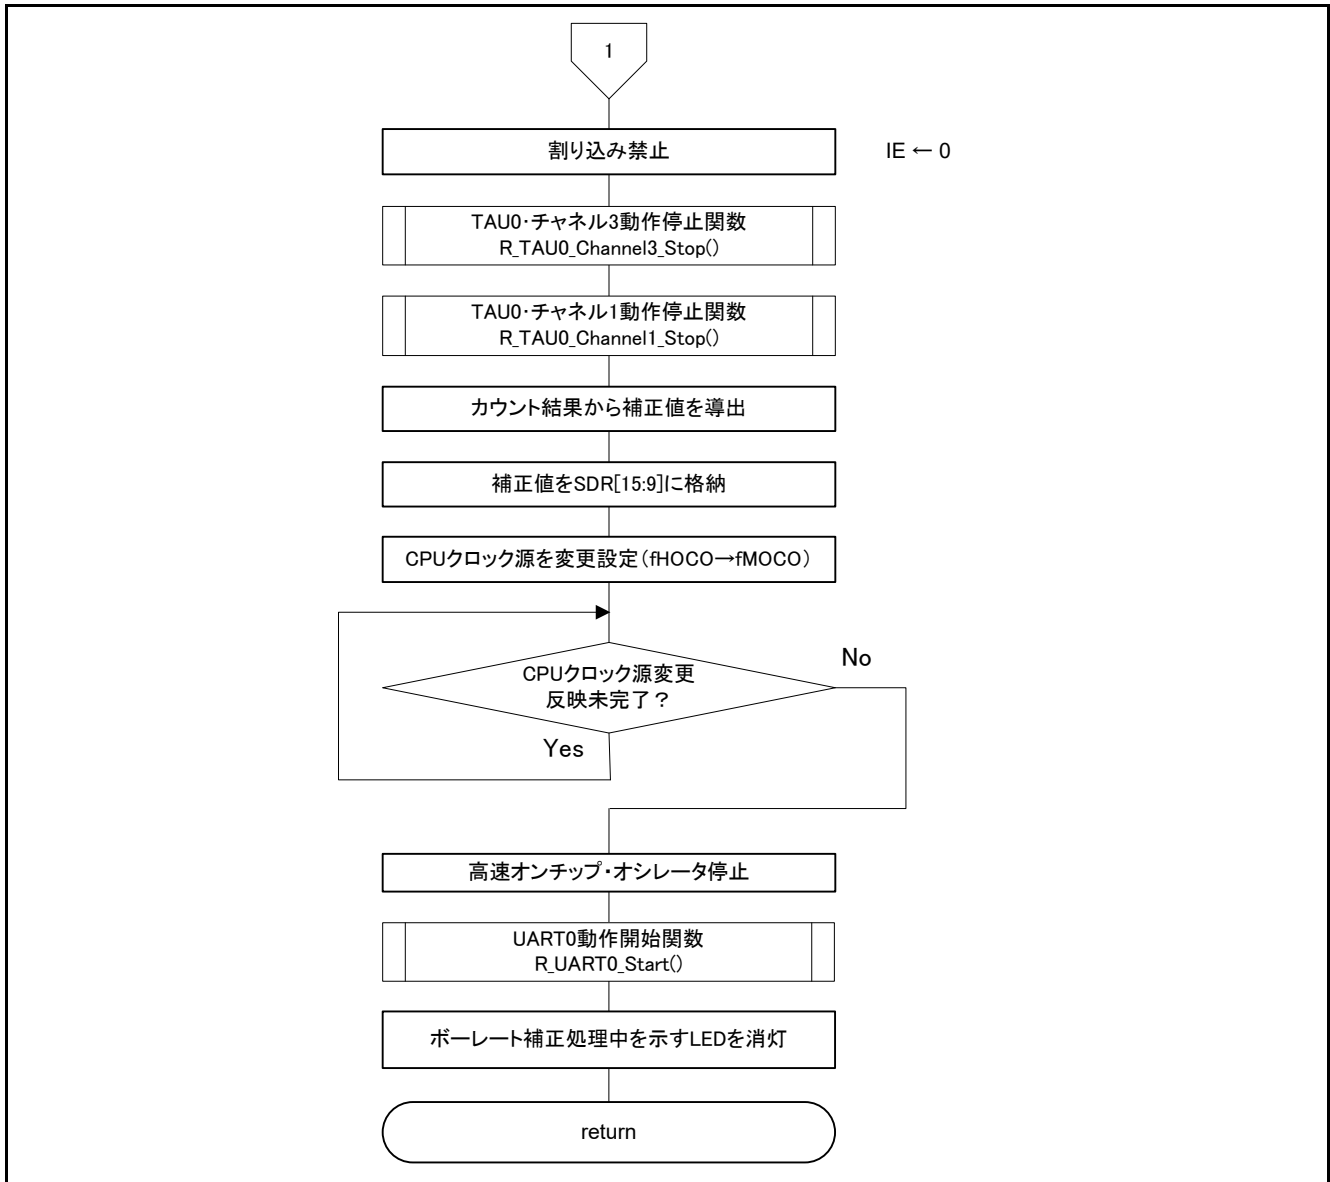 1
割り込み禁止
IE ← 0
TAU0・チャネル3動作停止関数
R_TAU0_Channel3_Stop()
TAU0・チャネル1動作停止関数
R_TAU0_Channel1_Stop()
カウント結果から補正値を導出
補正値をSDR[15:9]に格納
CPUクロック源を変更設定(fHOCO→fMOCO)
CPUクロック源変更
反映未完了？
No
Yes
高速オンチップ・オシレータ停止
UART0動作開始関数
R_UART0_Start()
ボーレート補正処理中を示すLEDを消灯
return